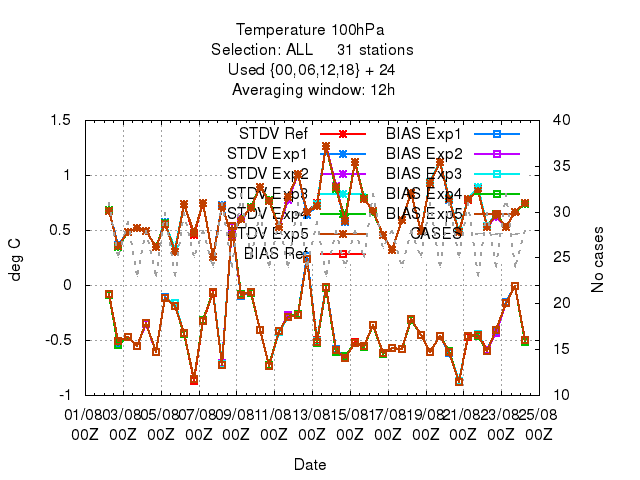 Temperature 100hPa
Selection: ALL 31 stations
Used {00,06,12,18} + 24
Averaging window: 12h
1.5
1
0.5
0
-0.5
-1
deg C
40
35
30
25
20
15
10
No cases
STDV Ref
STDV Exp1
STDV Exp2
STDV Exp3
STDV Exp4
STDV Exp5
BIAS Ref
BIAS Exp1
BIAS Exp2
BIAS Exp3
BIAS Exp4
BIAS Exp5
CASES
01/08 03/08 05/08 07/08 09/08 11/08 13/08 15/08 17/08 19/08 21/08 23/08 25/08
00Z 00Z 00Z 00Z 00Z 00Z 00Z 00Z 00Z 00Z 00Z 00Z 00Z
Date